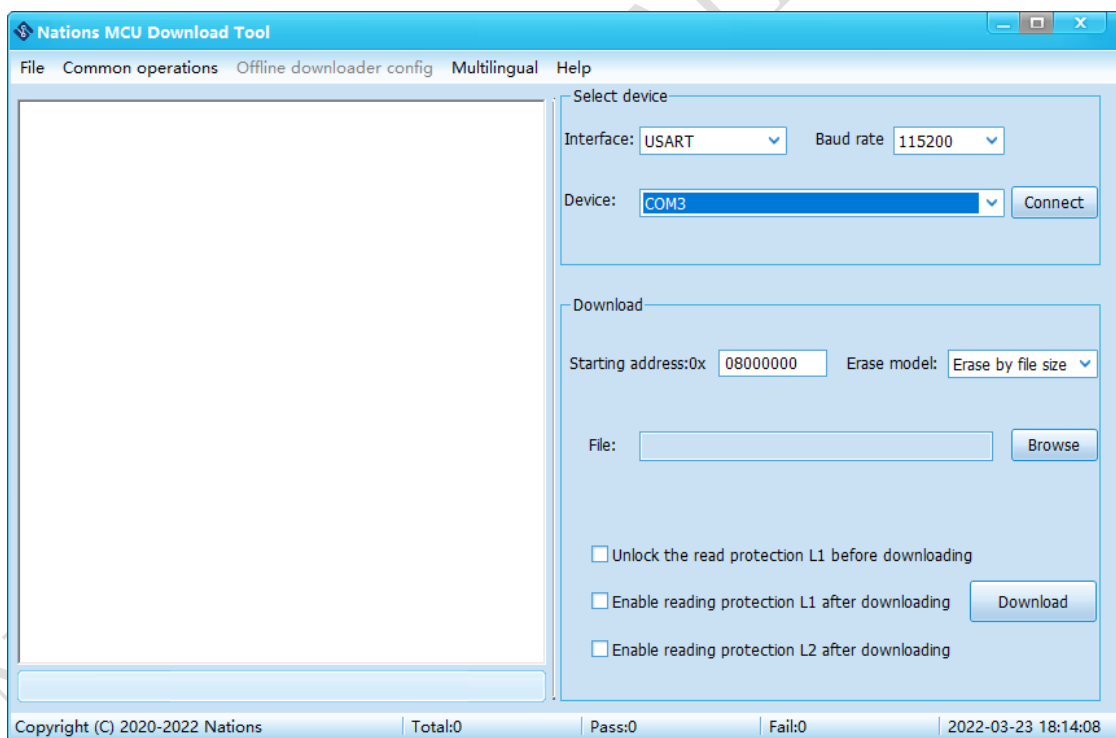 Nations MCU Download Tool
File Common operations Offline downloader config Multilingual Help
Select device
Interface: USART Baud rate 115200
Device: COM3 Connect
Download
Starting address:0x 08000000 Erase model: Erase by file size
File: Browse
Unlock the read protection L1 before downloading
Enable reading protection L1 after downloading Download
Enable reading protection L2 after downloading
Copyright (C) 2020-2022 Nations Total:0 Pass:0 Fail:0 2022-03-23 18:14:08